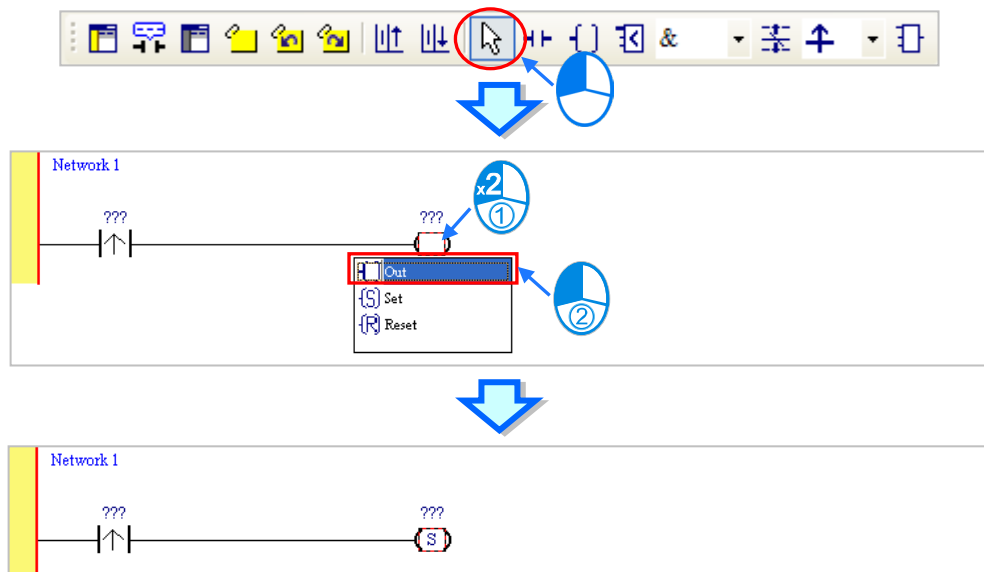 &
Network 1
??? ???
x2
①
Out
(S) Set
(R) Reset
②
Network 1
??? ???
S